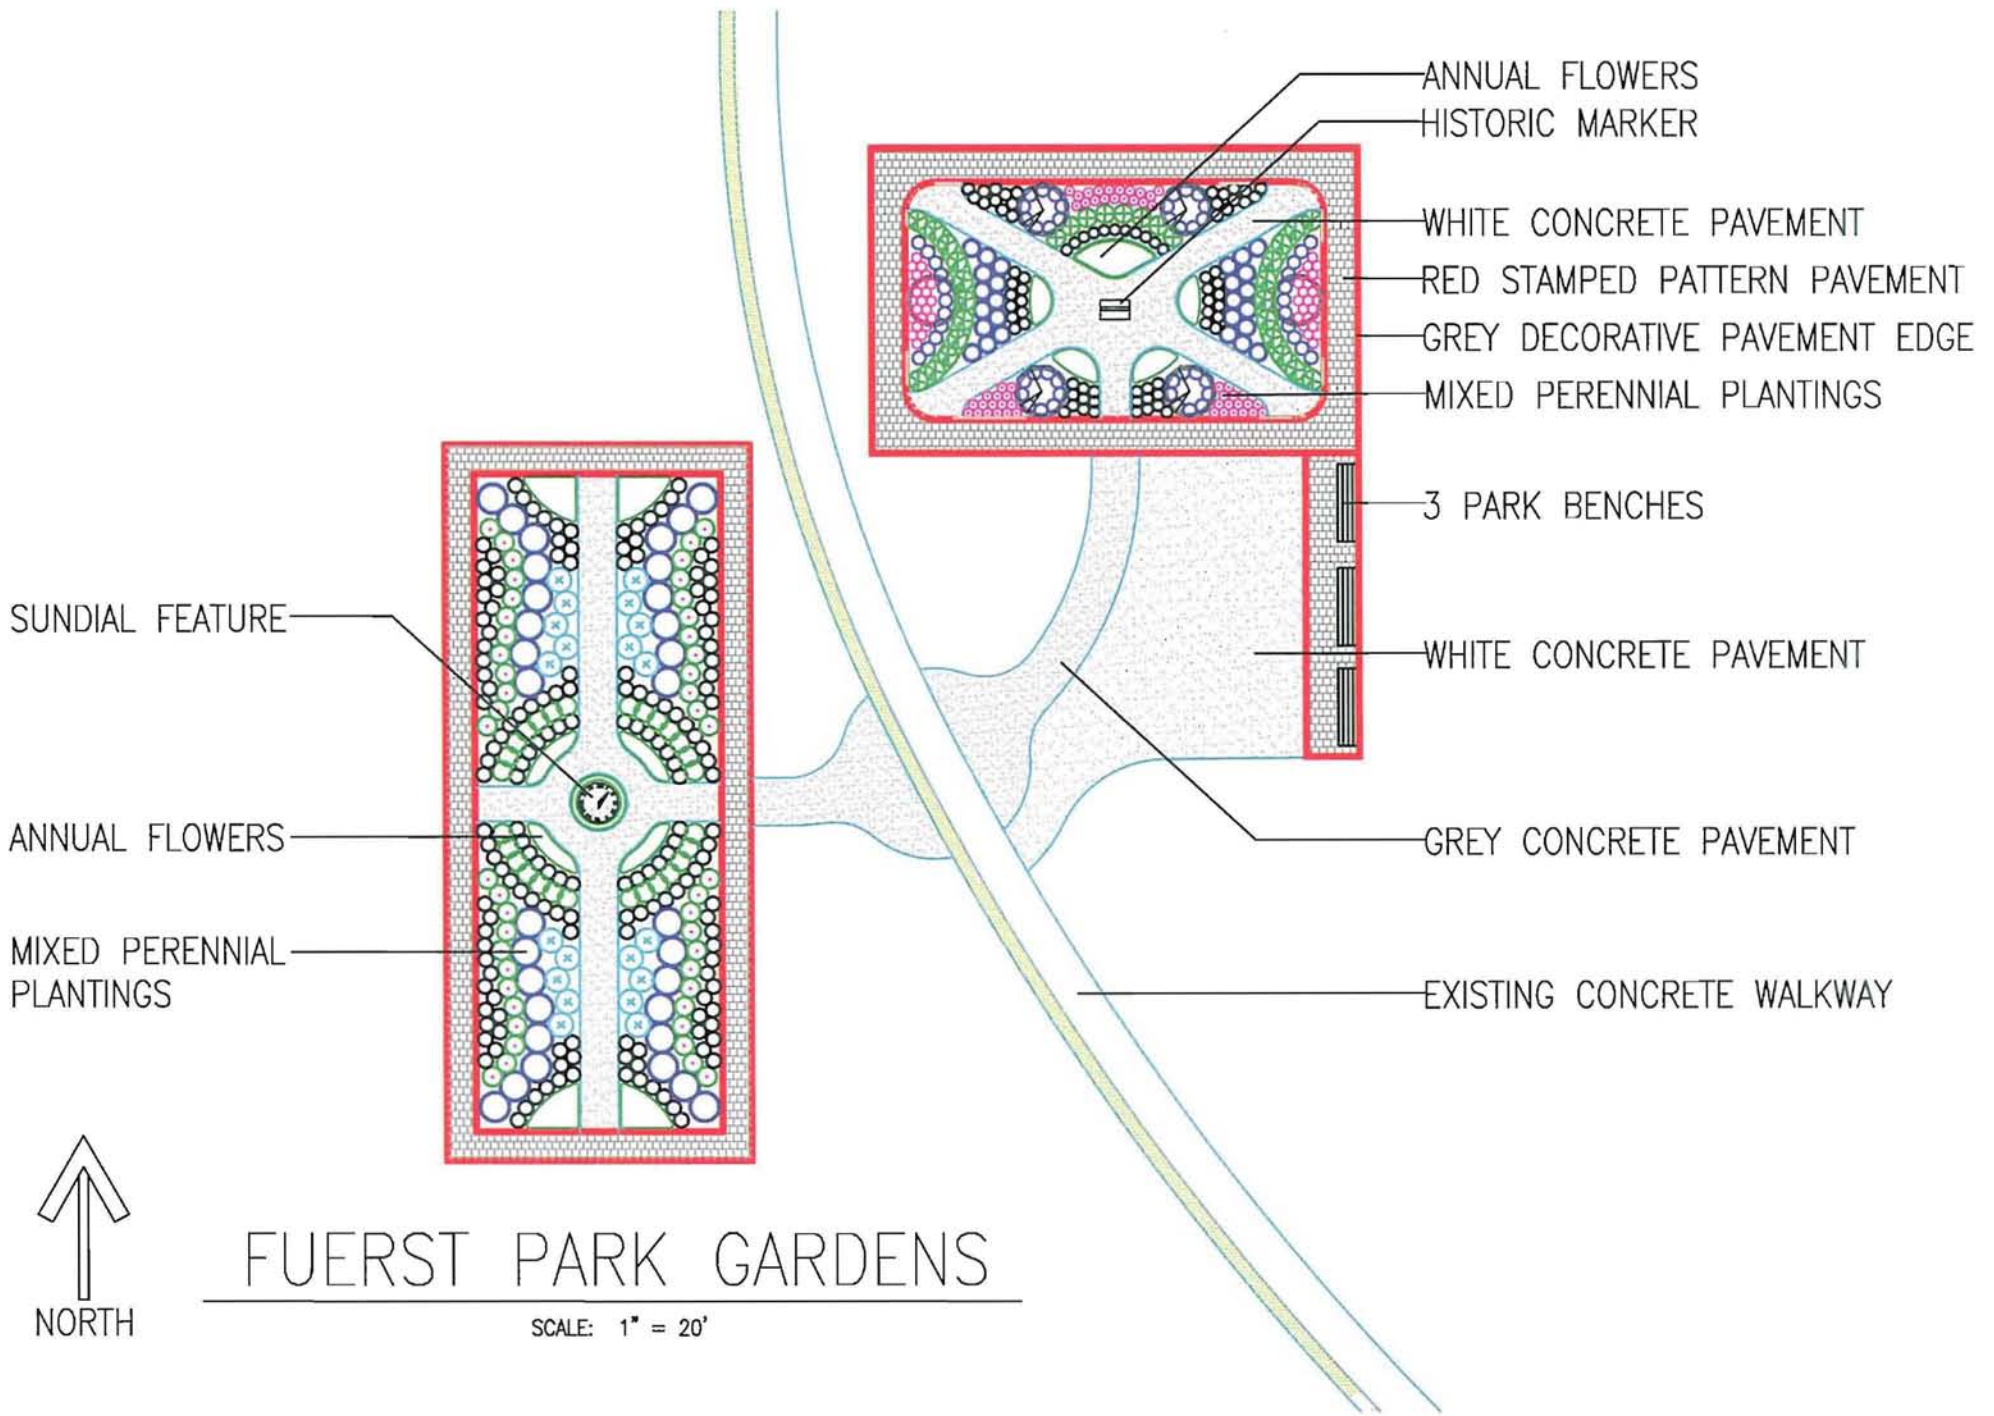 ANNUAL FLOWERS
HISTORIC MARKER
WHITE CONCRETE PAVEMENT
RED STAMPED PATTERN PAVEMENT
GREY DECORATIVE PAVEMENT EDGE
MIXED PERENNIAL PLANTINGS
3 PARK BENCHES
SUNDIAL FEATURE
WHITE CONCRETE PAVEMENT
ANNUAL FLOWERS
GREY CONCRETE PAVEMENT
MIXED PERENNIAL
PLANTINGS
EXISTING CONCRETE WALKWAY
FUERST PARK GARDENS
NORTH
SCALE: 1" = 20'